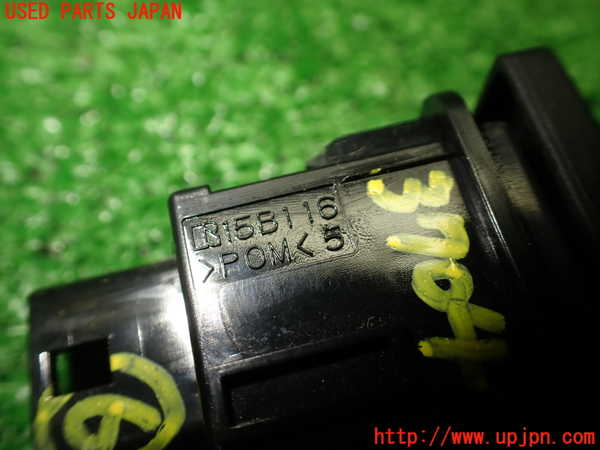 USED PARTS JAPAN
15B116
>POM< 5
http://www.upjpn.com/